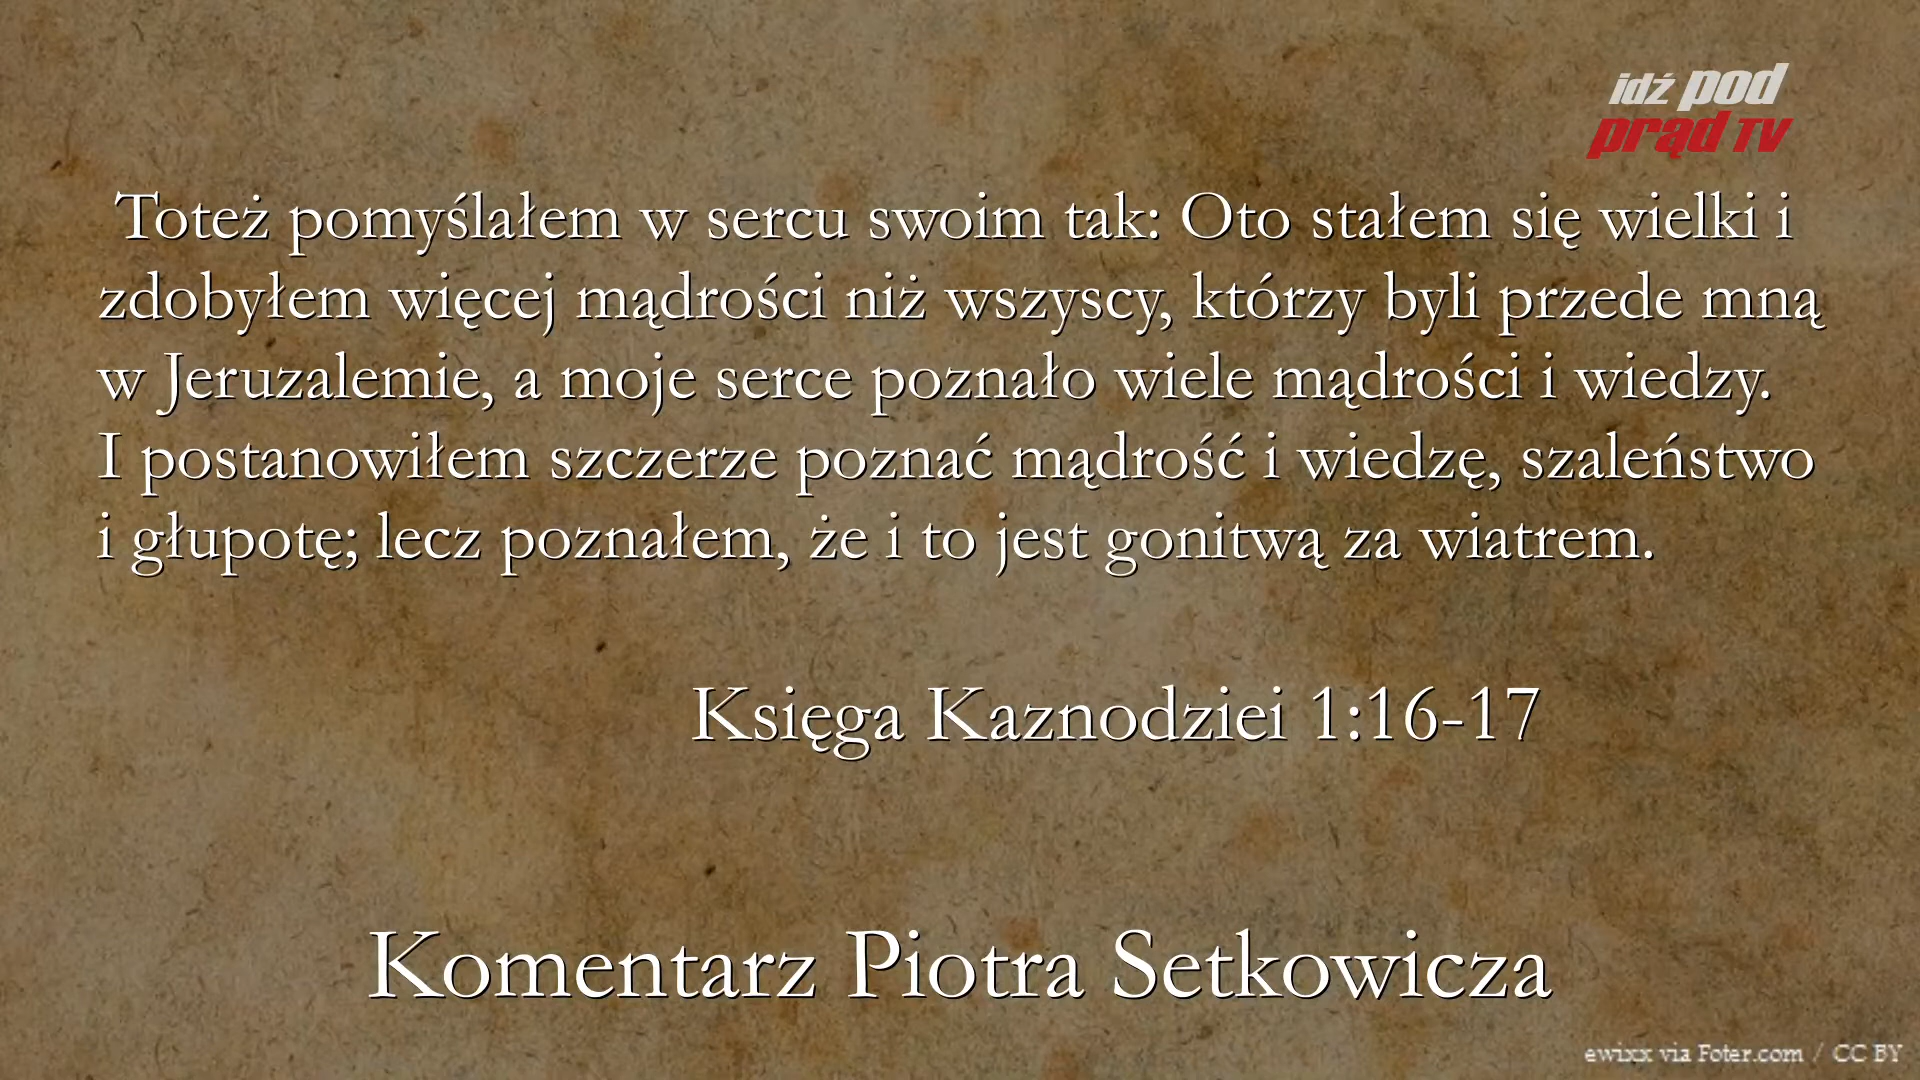 idź pod
prąd TV
Toteż pomyślałem w sercu swoim tak: Oto stałem się wielki i
zdobyłem więcej mądrości niż wszyscy, którzy byli przede mną
w Jeruzalemie, a moje serce poznało wiele mądrości i wiedzy.
I postanowiłem szczerze poznać mądrość i wiedzę, szaleństwo
i głupotę; lecz poznałem, że i to jest gonitwą za wiatrem.
Księga Kaznodziei 1:16-17
Komentarz Piotra Setkowicza
ewixx via Foter.com / CC BY